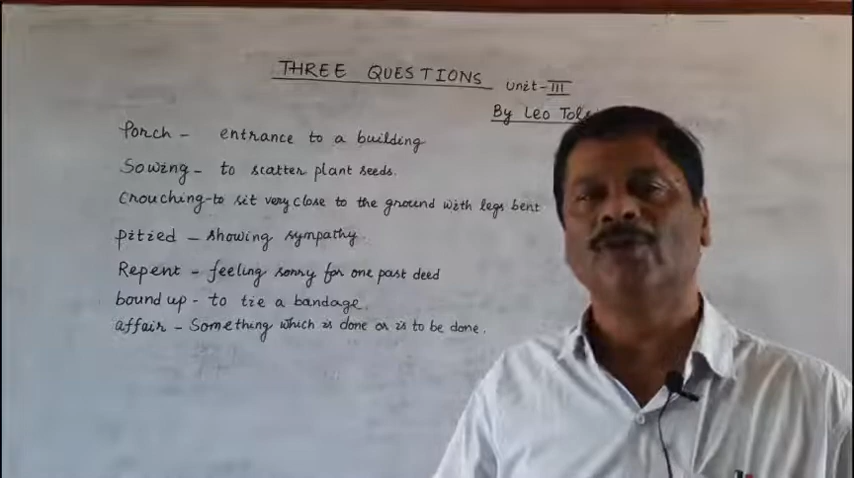 THREE QUESTIONS Unit-III
By Leo
Porch - entrance to a building
Sowing - to scatter plant seeds.
Crouching-to sit very close to the ground with legs bent
Pitied - showing sympathy.
Repent - feeling sorry for one past deed
bound up - to tie a bandage.
affair - Something which is done or is to be done.